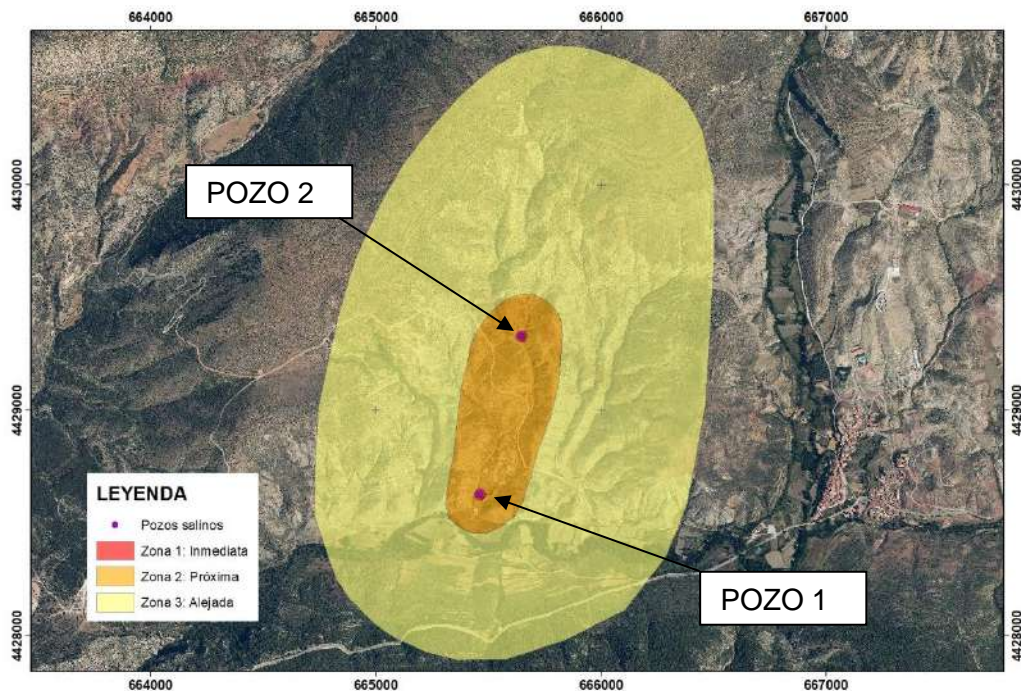 664000 665000 666000 667000
4430000 4430000
POZO 2
4429000 4429000
LEYENDA
Pozos salinos
Zona 1: Inmediata
Zona 2: Próxima
Zona 3: Alejada
POZO 1
4428000 4428000
664000 665000 666000 667000